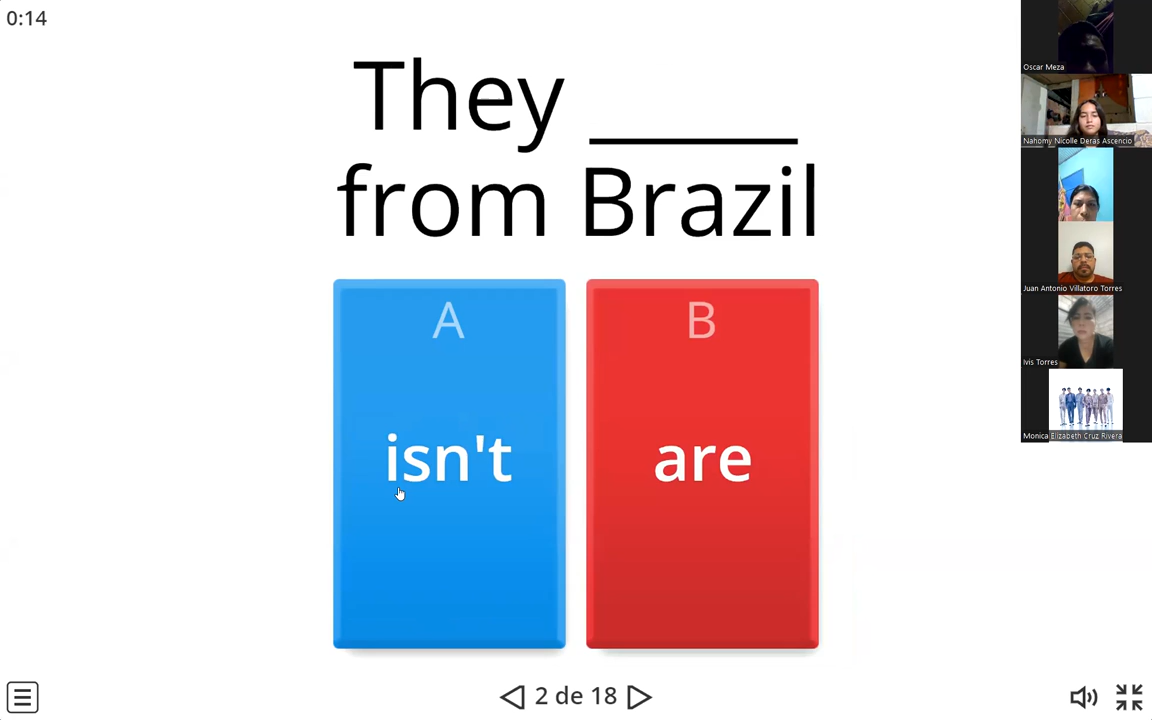 0:14
They _____
from Brazil
A
isn't
B
are
2 de 18
Oscar Meza
Nahomy Nicolle Deras Ascencio
Juan Antonio Villatoro Torres
Ivis Torres
Monica Elizabeth Cruz Rivera